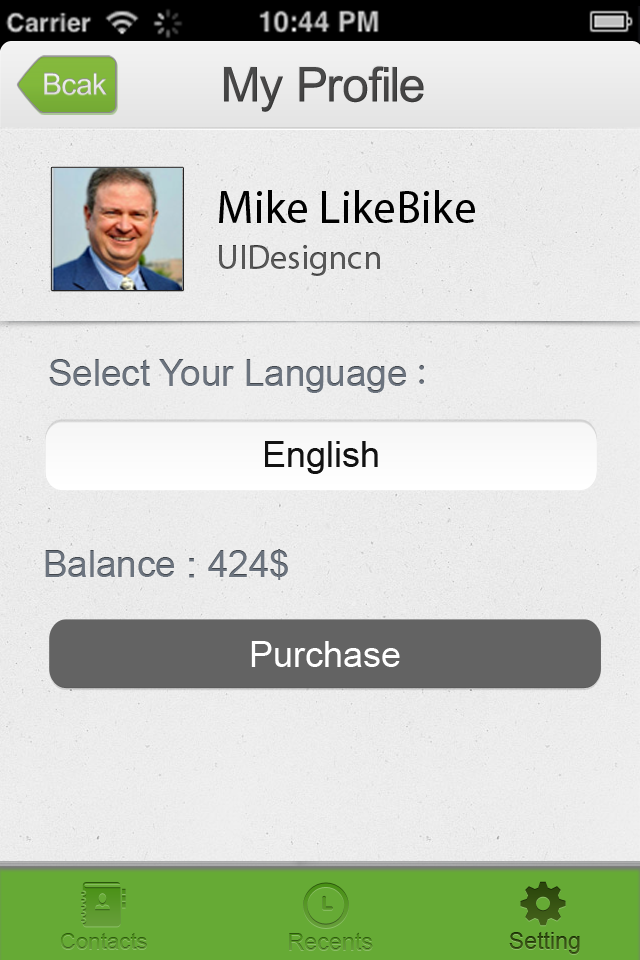 Carrier 10:44 PM
Bcak My Profile
Mike LikeBike
UIDesigncn
Select Your Language :
English
Balance : 424$
Purchase
Contacts Recents Setting